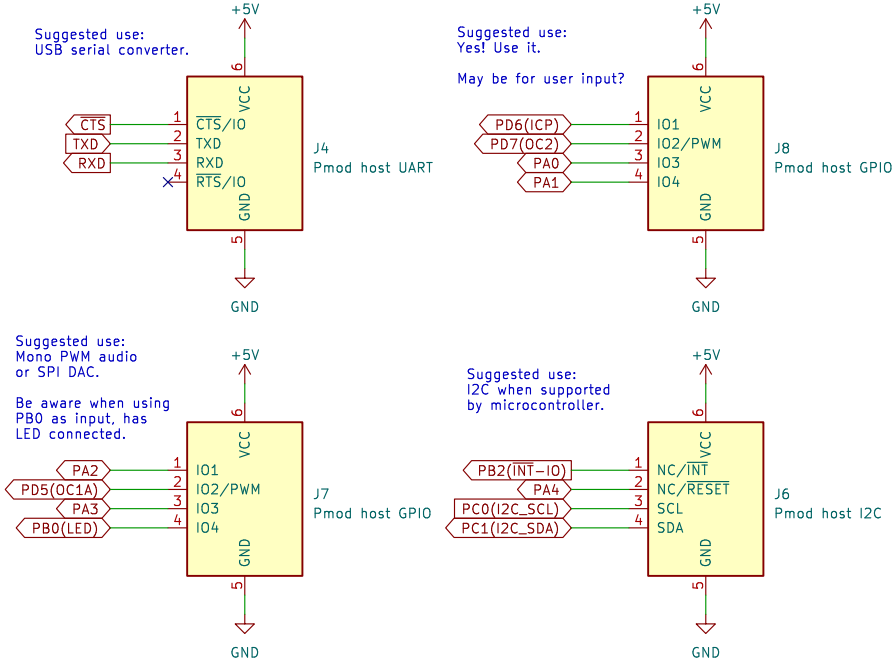 +5V
Suggested use:
USB serial converter.
6
VCC
CTS
1
CTS/IO
TXD
2
TXD
RXD
3
RXD
4
RTS/IO
GND
5
J4
Pmod host UART
GND
+5V
Suggested use:
Yes! Use it.
May be for user input?
6
VCC
PD6(ICP)
1
IO1
PD7(OC2)
2
IO2/PWM
PA0
3
IO3
PA1
4
IO4
GND
5
J8
Pmod host GPIO
GND
Suggested use:
Mono PWM audio
or SPI DAC.
Be aware when using
PB0 as input, has
LED connected.
+5V
6
VCC
PA2
1
IO1
PD5(OC1A)
2
IO2/PWM
PA3
3
IO3
PB0(LED)
4
IO4
GND
5
J7
Pmod host GPIO
GND
+5V
Suggested use:
I2C when supported
by microcontroller.
6
VCC
PB2(INT-IO)
1
NC/INT
PA4
2
NC/RESET
PC0(I2C_SCL)
3
SCL
PC1(I2C_SDA)
4
SDA
GND
5
J6
Pmod host I2C
GND